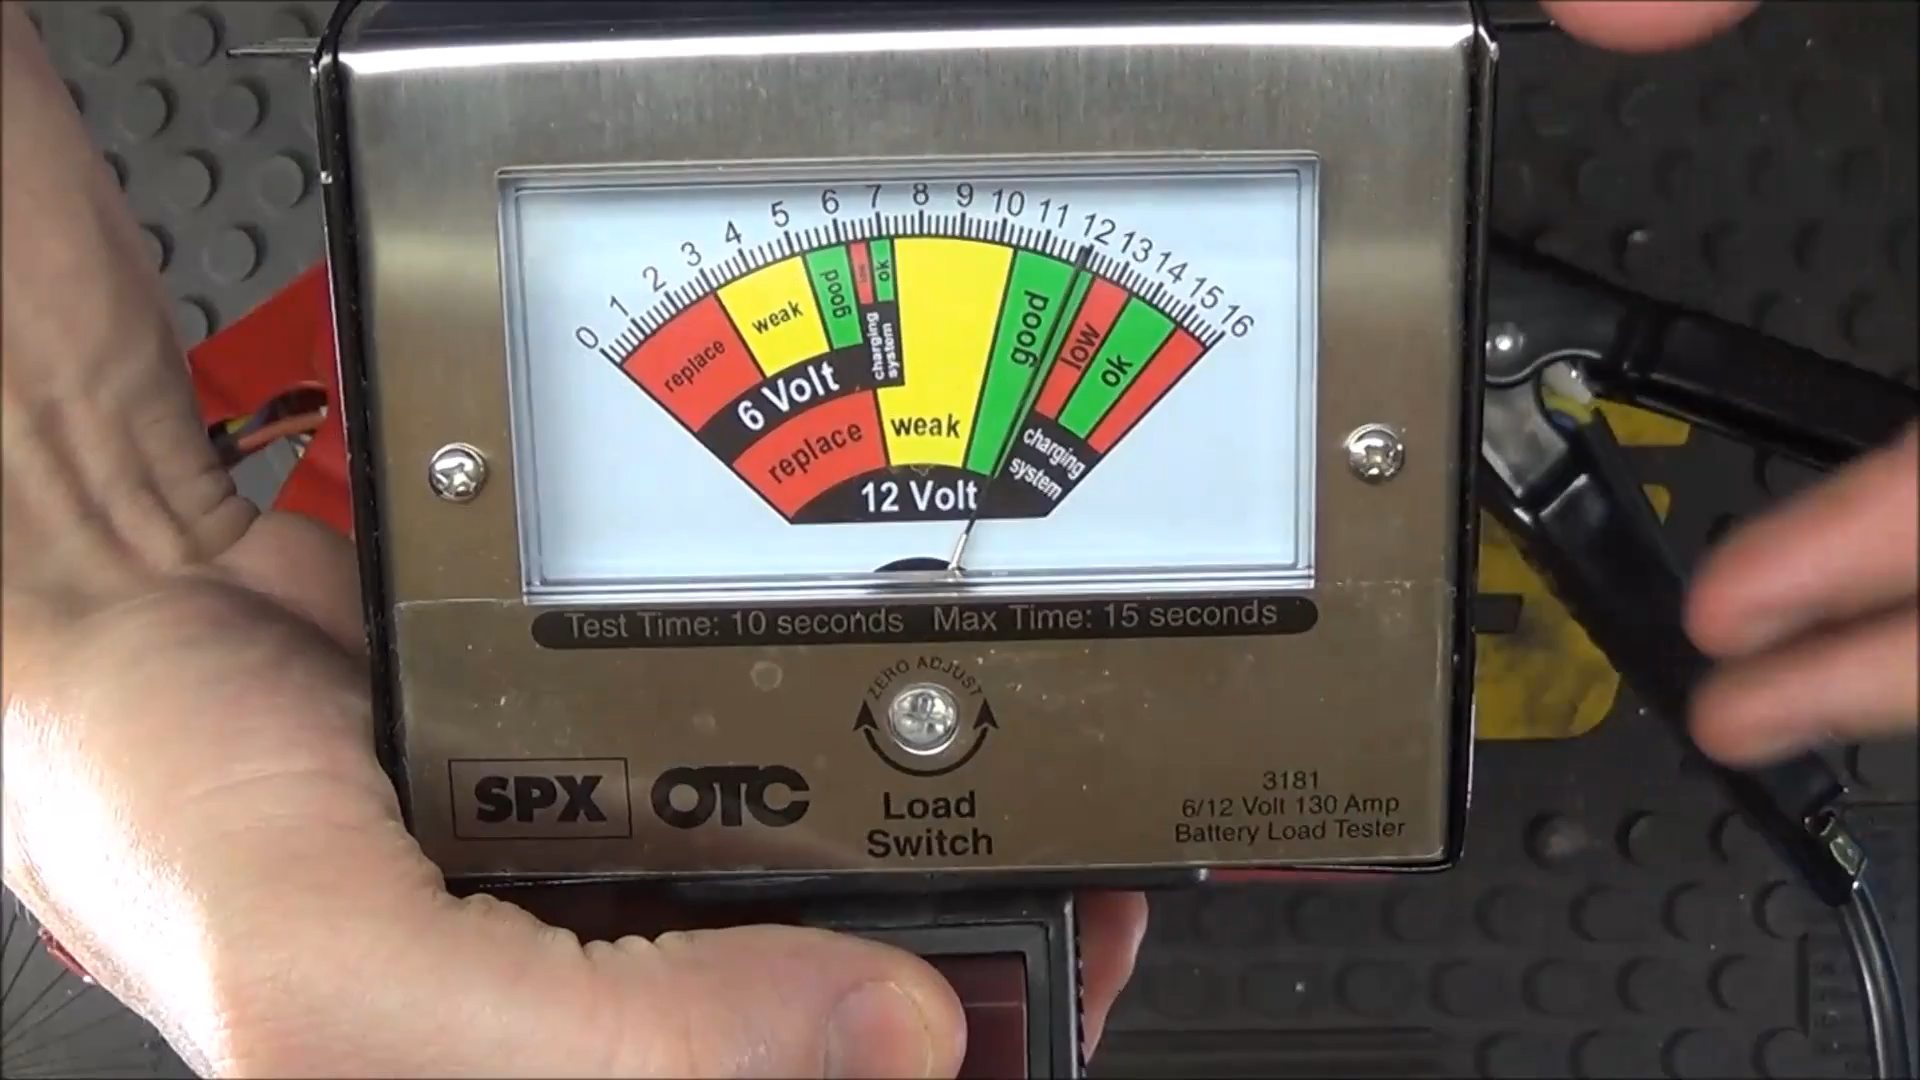 0 1 2 3 4 5 6 7 8 9 10 11 12 13 14 15 16
replace
weak
good
low
ok
charging
system
6 Volt
replace
weak
good
low
ok
charging
system
12 Volt
Test Time: 10 seconds Max Time: 15 seconds
ZERO ADJUST
SPX OTC
Load
Switch
3181
6/12 Volt 130 Amp
Battery Load Tester